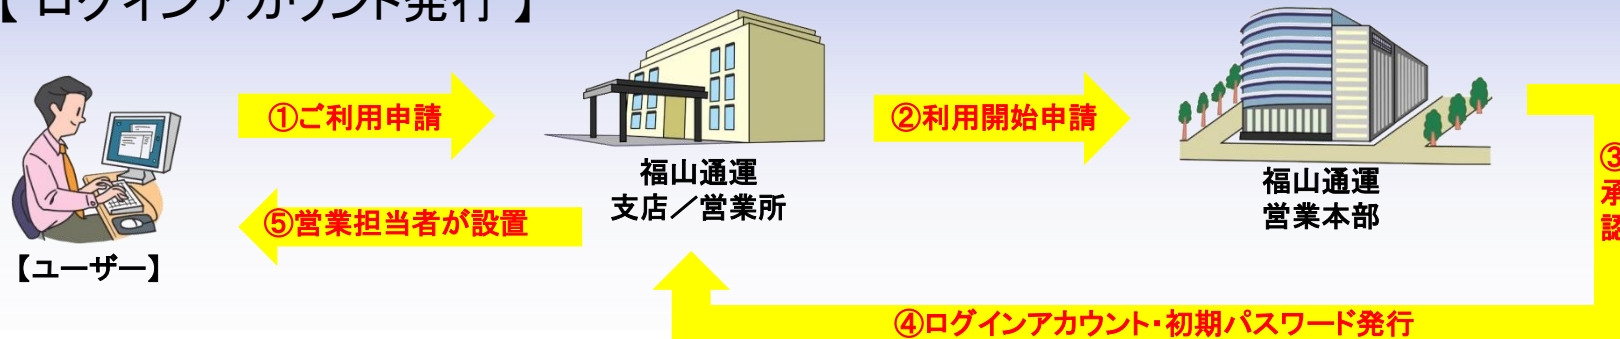 【 ログインアカウント発行 】
①ご利用申請
②利用開始申請
福山通運
支店／営業所
福山通運
営業本部
③
承
認
⑤営業担当者が設置
【ユーザー】
④ログインアカウント・初期パスワード発行